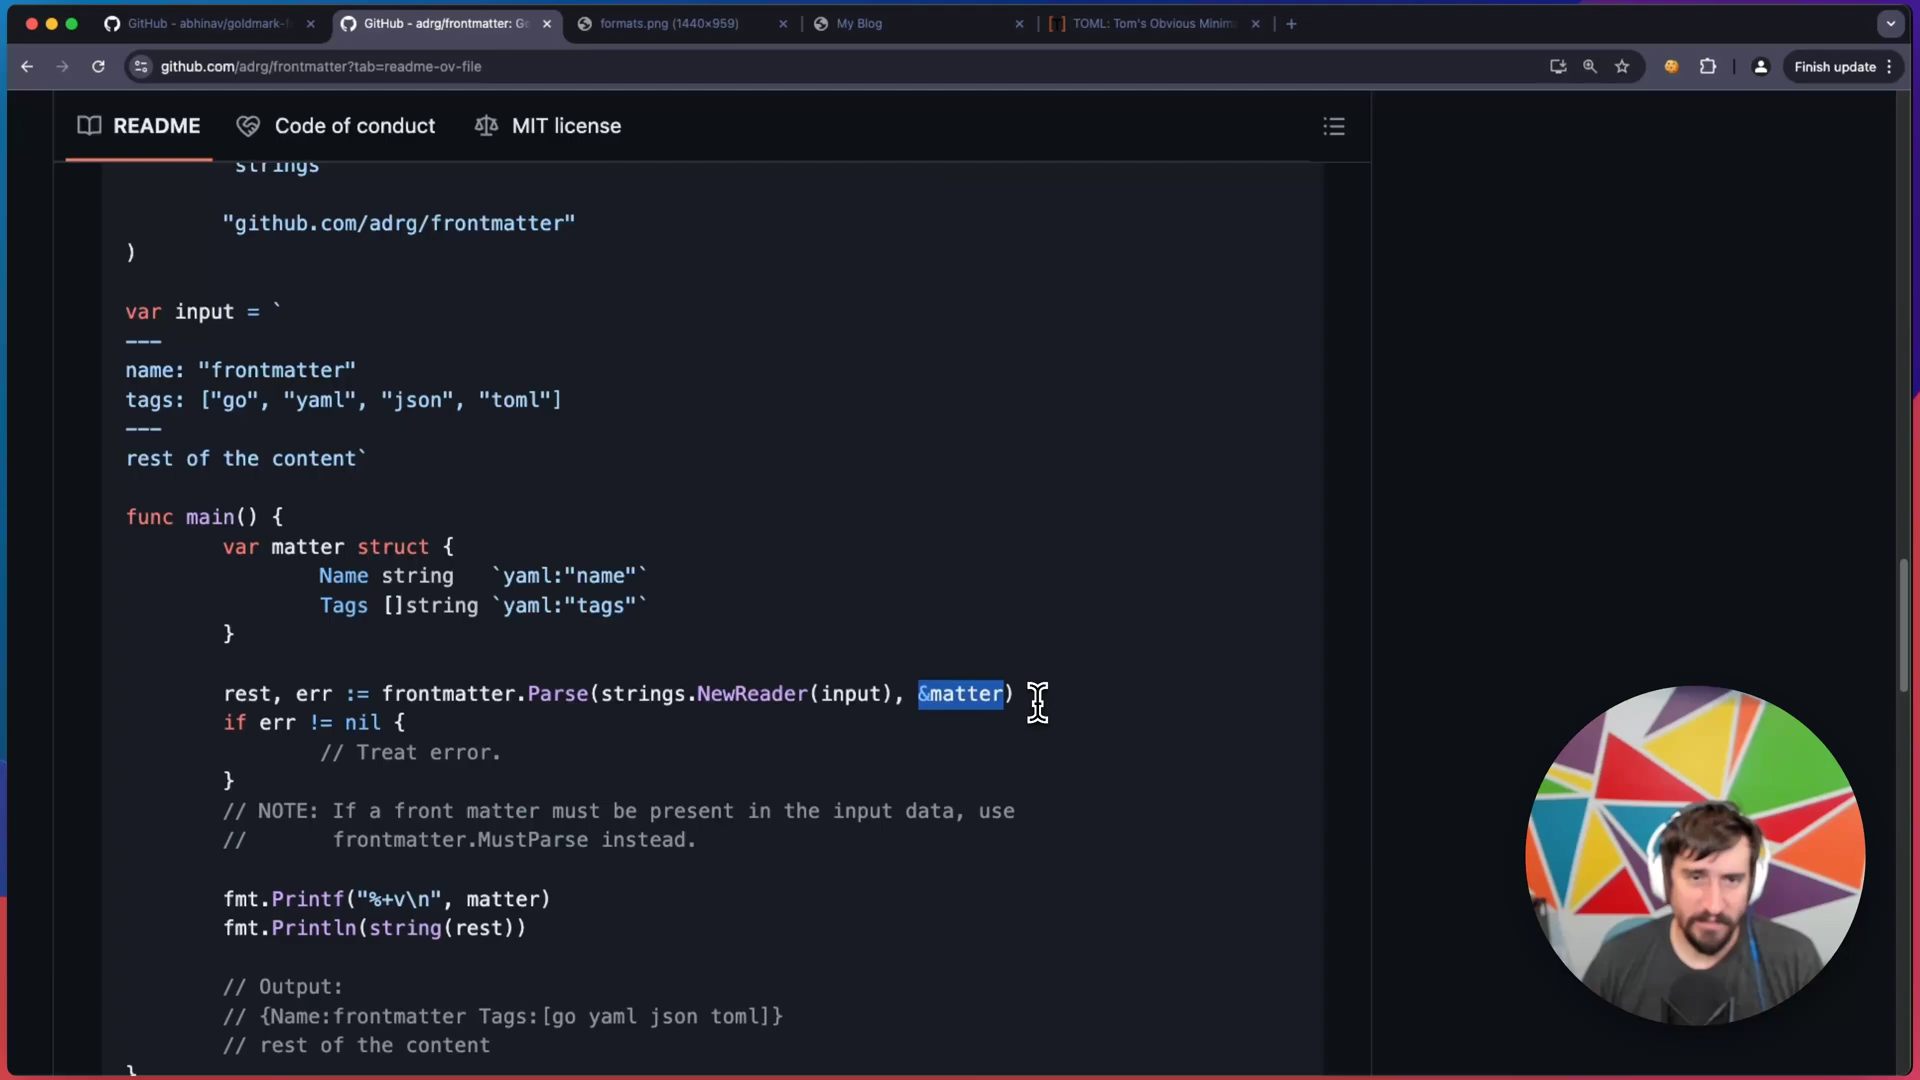 GitHub - abhinav/goldmark-f
GitHub - adrg/frontmatter: Go
formats.png (1440×959)
My Blog
TOML: Tom's Obvious Minima
github.com/adrg/frontmatter?tab=readme-ov-file
Finish update
README
Code of conduct
MIT license
strings
"github.com/adrg/frontmatter"
)
var input = `
---
name: "frontmatter"
tags: ["go", "yaml", "json", "toml"]
---
rest of the content`
func main() {
var matter struct {
Name string `yaml:"name"`
Tags []string `yaml:"tags"`
}
rest, err := frontmatter.Parse(strings.NewReader(input), &matter)
if err != nil {
// Treat error.
}
// NOTE: If a front matter must be present in the input data, use
// frontmatter.MustParse instead.
fmt.Printf("%+v\n", matter)
fmt.Println(string(rest))
// Output:
// {Name:frontmatter Tags:[go yaml json toml]}
// rest of the content
}